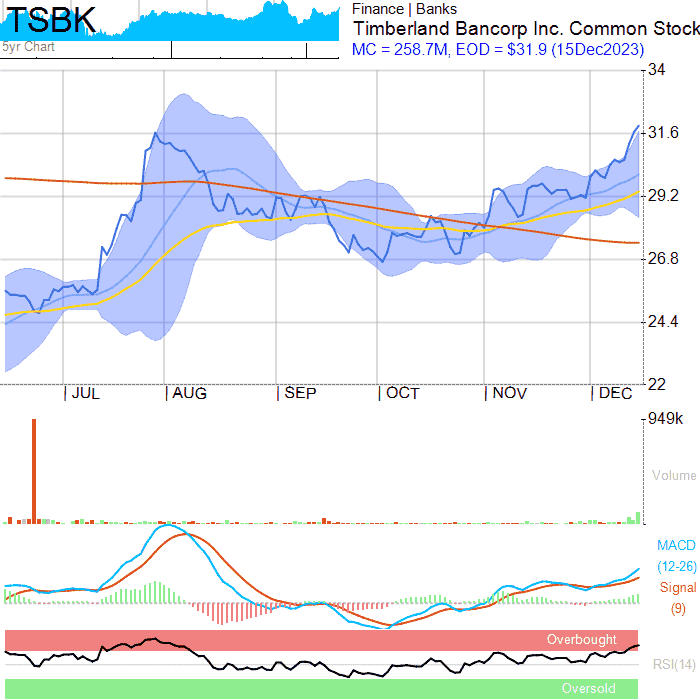 TSBK
5yr Chart
Finance | Banks
Timberland Bancorp Inc. Common Stock
MC = 258.7M, EOD = $31.9 (15Dec2023)
34
31.6
29.2
26.8
24.4
22
JUL AUG SEP OCT NOV DEC
949k
Volume
MACD
(12-26)
Signal
(9)
Overbought
RSI(14)
Oversold